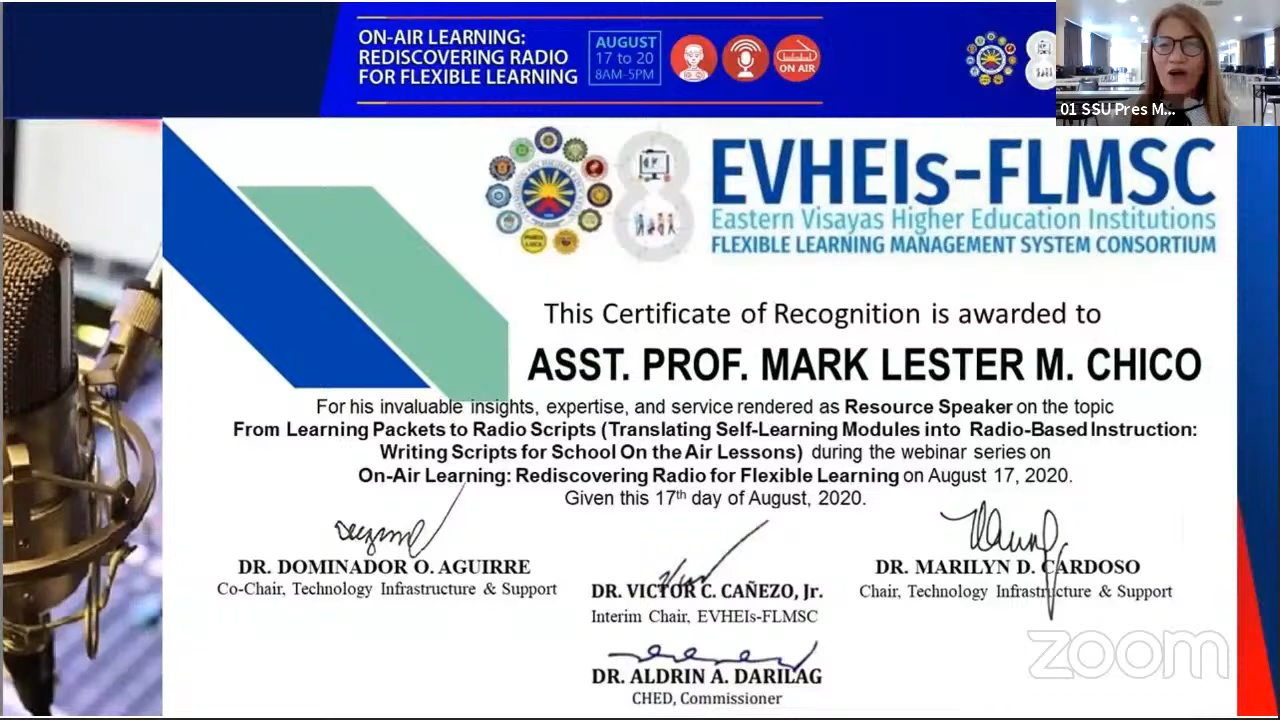 ON-AIR LEARNING:
REDISCOVERING RADIO
FOR FLEXIBLE LEARNING
AUGUST
17 to 20
8AM-5PM
ON AIR
01 SSU Pres M...
EVHEIs-FLMSC
Eastern Visayas Higher Education Institutions
FLEXIBLE LEARNING MANAGEMENT SYSTEM CONSORTIUM
This Certificate of Recognition is awarded to
ASST. PROF. MARK LESTER M. CHICO
For his invaluable insights, expertise, and service rendered as Resource Speaker on the topic
From Learning Packets to Radio Scripts (Translating Self-Learning Modules into Radio-Based Instruction:
Writing Scripts for School On the Air Lessons) during the webinar series on
On-Air Learning: Rediscovering Radio for Flexible Learning on August 17, 2020.
Given this 17th day of August, 2020.
DR. DOMINADOR O. AGUIRRE
Co-Chair, Technology Infrastructure & Support
DR. VICTOR C. CAÑEZO, Jr.
Interim Chair, EVHEIs-FLMSC
DR. MARILYN D. CARDOSO
Chair, Technology Infrastructure & Support
DR. ALDRIN A. DARILAG
CHED, Commissioner
zoom